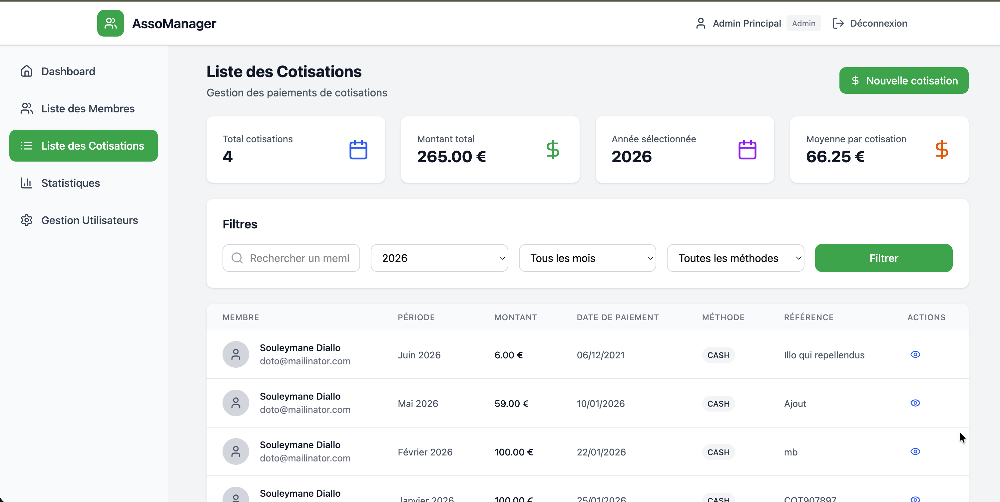 AssoManager
Admin Principal Admin Déconnexion
Dashboard
Liste des Membres
Liste des Cotisations
Statistiques
Gestion Utilisateurs
Liste des Cotisations
Gestion des paiements de cotisations
$ Nouvelle cotisation
Total cotisations
4
Montant total
265.00 €
$
Année sélectionnée
2026
Moyenne par cotisation
66.25 €
$
Filtres
Rechercher un meml
2026
Tous les mois
Toutes les méthodes
Filtrer
MEMBRE PÉRIODE MONTANT DATE DE PAIEMENT MÉTHODE RÉFÉRENCE ACTIONS
Souleymane Diallo
doto@mailinator.com
Juin 2026 6.00 € 06/12/2021 CASH Illo qui repellendus
Souleymane Diallo
doto@mailinator.com
Mai 2026 59.00 € 10/01/2026 CASH Ajout
Souleymane Diallo
doto@mailinator.com
Février 2026 100.00 € 22/01/2026 CASH mb
Souleymane Diallo
Janvier 2026 100.00 € 25/01/2026 CASH COT907897